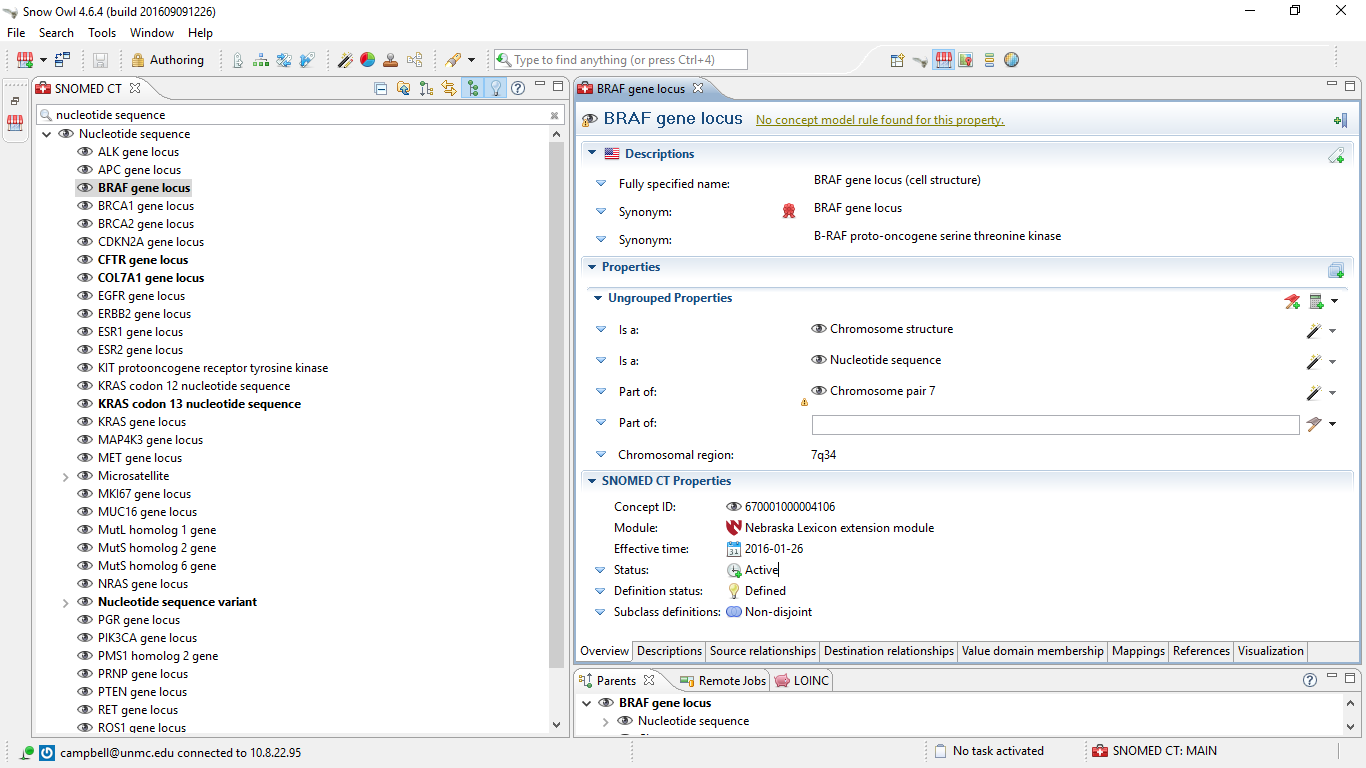 Snow Owl 4.6.4 (build 201609091226)
File Search Tools Window Help
Authoring
Type to find anything (or press Ctrl+4)
SNOMED CT
nucleotide sequence
Nucleotide sequence
ALK gene locus
APC gene locus
BRAF gene locus
BRCA1 gene locus
BRCA2 gene locus
CDKN2A gene locus
CFTR gene locus
COL7A1 gene locus
EGFR gene locus
ERBB2 gene locus
ESR1 gene locus
ESR2 gene locus
KIT protooncogene receptor tyrosine kinase
KRAS codon 12 nucleotide sequence
KRAS codon 13 nucleotide sequence
KRAS gene locus
MAP4K3 gene locus
MET gene locus
Microsatellite
MKI67 gene locus
MUC16 gene locus
MutL homolog 1 gene
MutS homolog 2 gene
MutS homolog 6 gene
NRAS gene locus
Nucleotide sequence variant
PGR gene locus
PIK3CA gene locus
PMS1 homolog 2 gene
PRNP gene locus
PTEN gene locus
RET gene locus
ROS1 gene locus
BRAF gene locus
BRAF gene locus No concept model rule found for this property.
Descriptions
Fully specified name: BRAF gene locus (cell structure)
Synonym: BRAF gene locus
Synonym: B-RAF proto-oncogene serine threonine kinase
Properties
Ungrouped Properties
Is a: Chromosome structure
Is a: Nucleotide sequence
Part of: Chromosome pair 7
Part of:
Chromosomal region: 7q34
SNOMED CT Properties
Concept ID: 670001000004106
Module: Nebraska Lexicon extension module
Effective time: 31 2016-01-26
Status: Active
Definition status: Defined
Subclass definitions: Non-disjoint
Overview Descriptions Source relationships Destination relationships Value domain membership Mappings References Visualization
Parents Remote Jobs LOINC
BRAF gene locus
Nucleotide sequence
campbell@unmc.edu connected to 10.8.22.95 No task activated SNOMED CT: MAIN